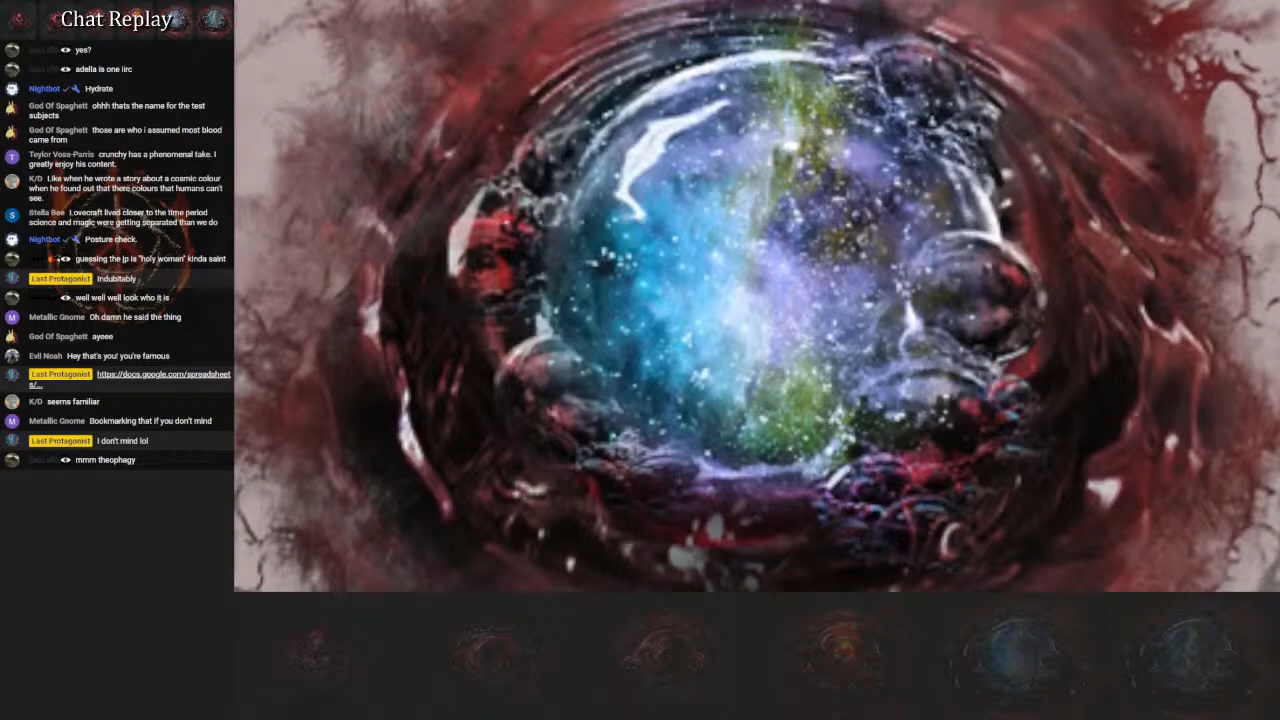 Chat Replay
yes?
adella is one iirc
Nightbot Hydrate
God Of Spaghett ohhh thats the name for the test
subjects
God Of Spaghett those are who i assumed most blood
came from
Teylor Voss-Parris crunchy has a phenomenal take. I
greatly enjoy his content.
K/D Like when he wrote a story about a cosmic colour
when he found out that there colours that humans can't
see.
Stella Bee Lovecraft lived closer to the time period
science and magic were getting separated than we do
Nightbot Posture check.
guessing the jp is "holy woman" kinda saint
Last Protagonist Indubitably
well well well look who it is
Metallic Gnome Oh damn he said the thing
God Of Spaghett ayeee
Evil Noah Hey that's you! you're famous
Last Protagonist https://docs.google.com/spreadsheet
s/...
K/D seems familiar
Metallic Gnome Bookmarking that if you don't mind
Last Protagonist I don't mind lol
mmm theophagy